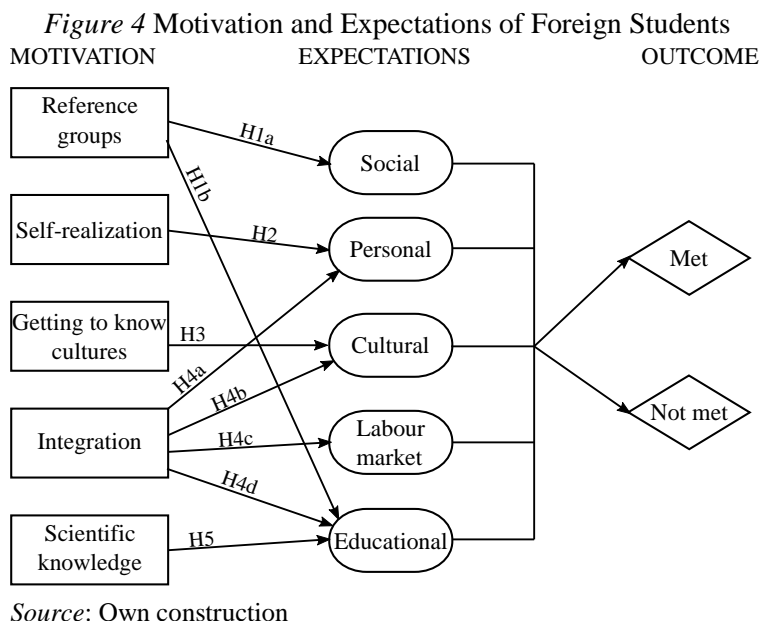 Figure 4 Motivation and Expectations of Foreign Students
MOTIVATION EXPECTATIONS OUTCOME
Reference
groups
H1a
Social
H1b
Self-realization
H2
Personal
Met
Getting to know
cultures
H3
Cultural
H4a
H4b
Not met
Integration
H4c
Labour
market
H4d
Scientific
knowledge
H5
Educational
Source: Own construction